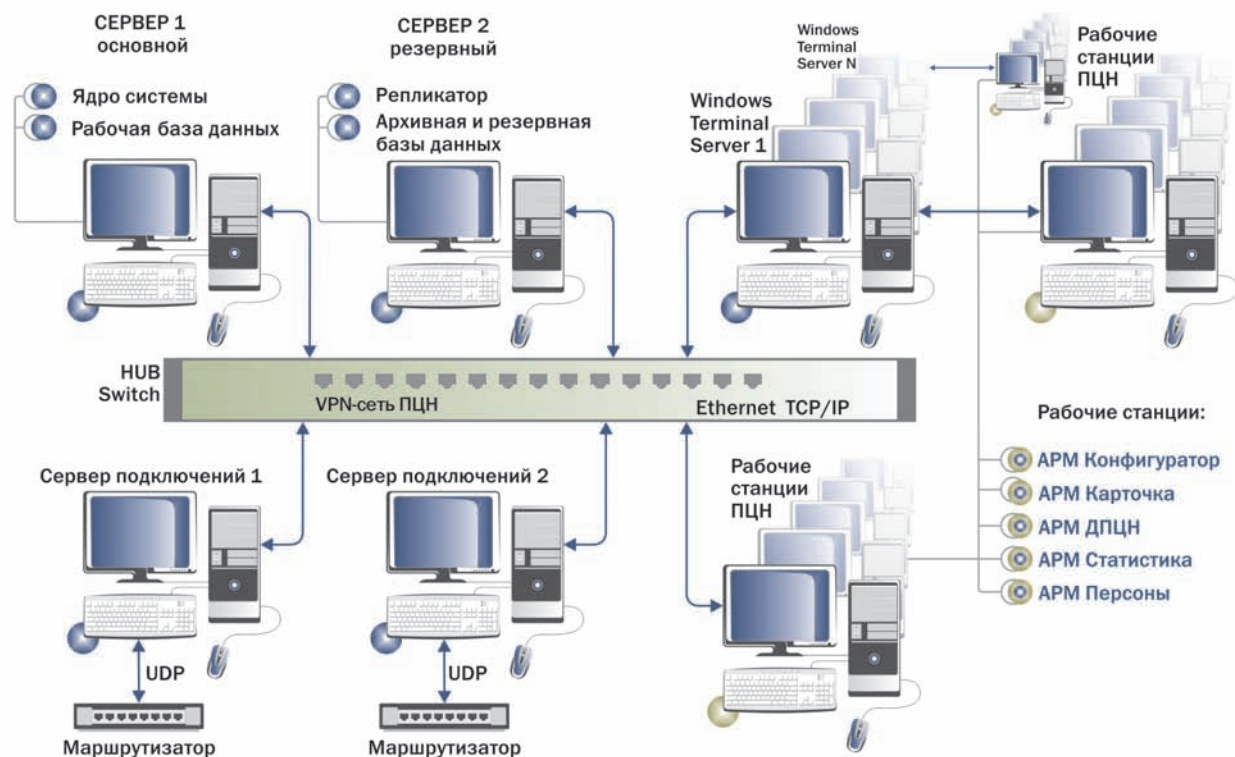 СЕРВЕР 1
основной
Ядро системы
Рабочая база данных
СЕРВЕР 2
резервный
Репликатор
Архивная и резервная
базы данных
Windows
Terminal
Server N
Windows
Terminal
Server 1
Рабочие
станции
ПЦН
HUB
Switch
VPN-сеть ПЦН
Ethernet TCP/IP
Сервер подключений 1
UDP
Маршрутизатор
Сервер подключений 2
UDP
Маршрутизатор
Рабочие
станции
ПЦН
Рабочие станции:
АРМ Конфигуратор
АРМ Карточка
АРМ ДПЦН
АРМ Статистика
АРМ Персоны